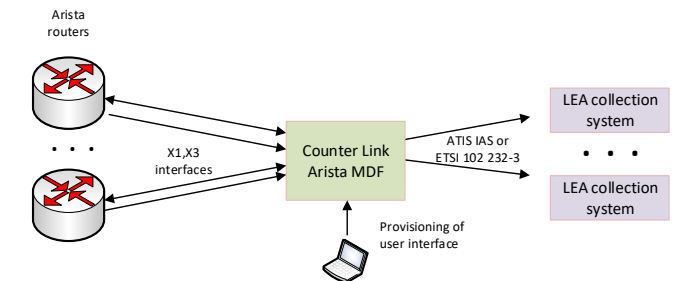 Arista
routers
X1,X3
interfaces
Counter Link
Arista MDF
Provisioning of
user interface
ATIS IAS or
ETSI 102 232-3
LEA collection
system
LEA collection
system